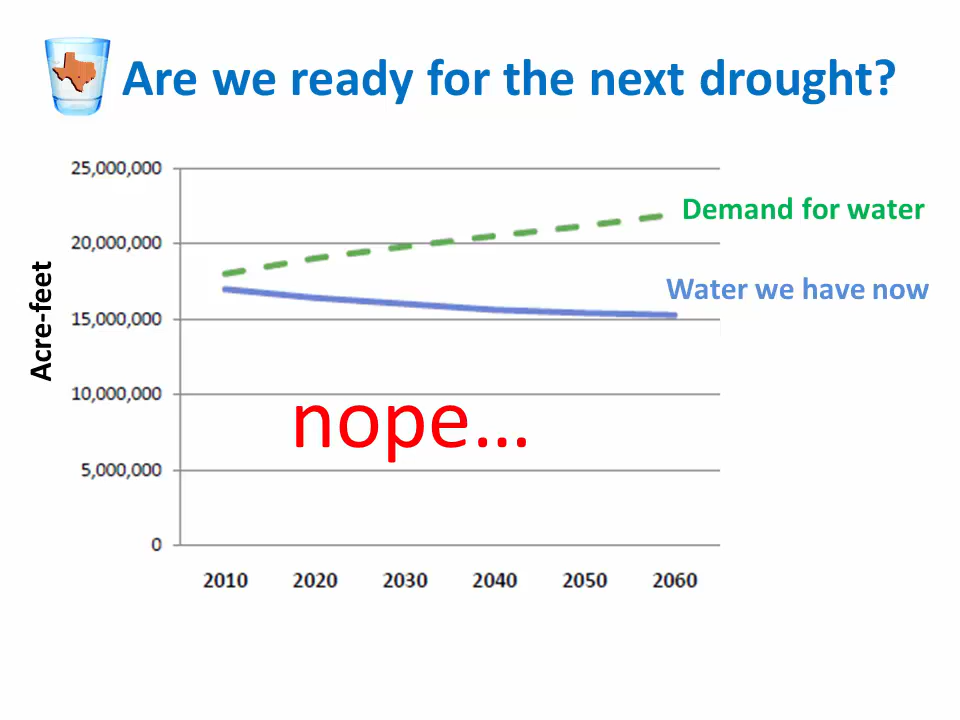 Are we ready for the next drought?
25,000,000
Demand for water
20,000,000
Water we have now
15,000,000
Acre-feet
10,000,000
nope...
5,000,000
0
2010 2020 2030 2040 2050 2060